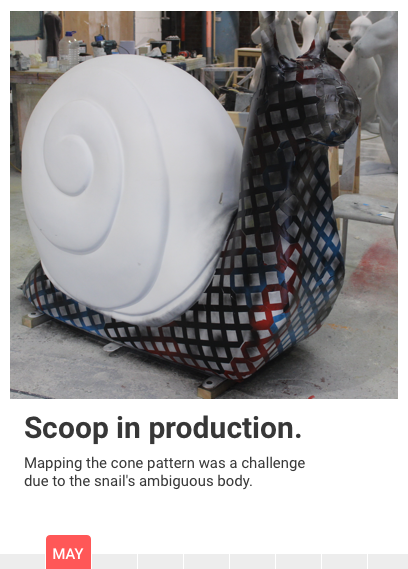 Scoop in production.
Mapping the cone pattern was a challenge
due to the snail's ambiguous body.
MAY